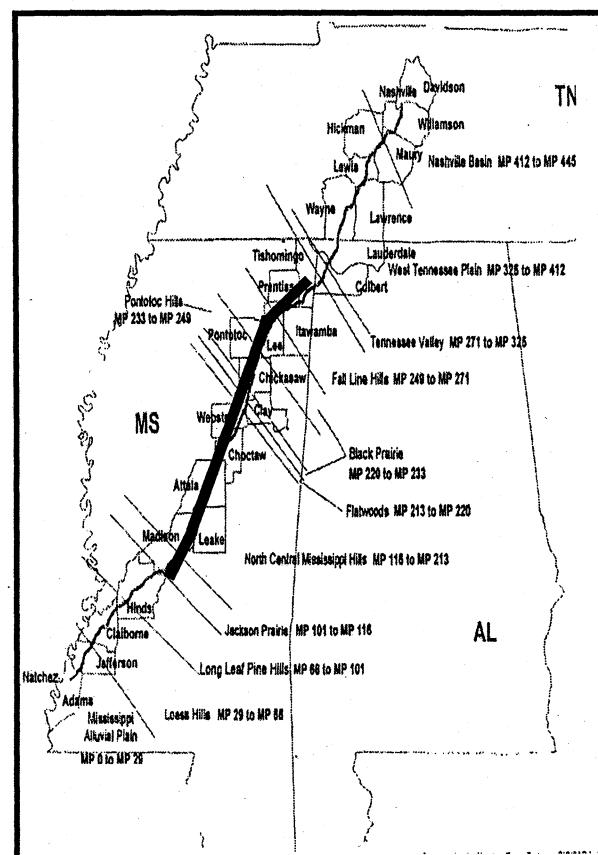 Davidson
Nashville
TN
Williamson
Hickman
Maury
Lewis
Nashville Basin MP 412 to MP 445
Wayne
Lawrence
Lauderdale
Tishomingo
West Tennessee Plain MP 325 to MP 412
Colbert
Prentiss
Pontotoc Hills
MP 233 to MP 249
Itawamba
Pontotoc
Lee
Tennessee Valley MP 271 to MP 325
Chickasaw
Fall Line Hills MP 249 to MP 271
MS
Webst
Clay
Choctaw
Black Prairie
MP 220 to MP 233
Attala
Flatwoods MP 213 to MP 220
Madison
Leake
North Central Mississippi Hills MP 116 to MP 213
Hinds
Jackson Prairie MP 101 to MP 116
AL
Claiborne
Jefferson
Long Leaf Pine Hills MP 66 to MP 101
Natchez
Adams
Loess Hills MP 29 to MP 66
Mississippi
Alluvial Plain
MP 0 to MP 29